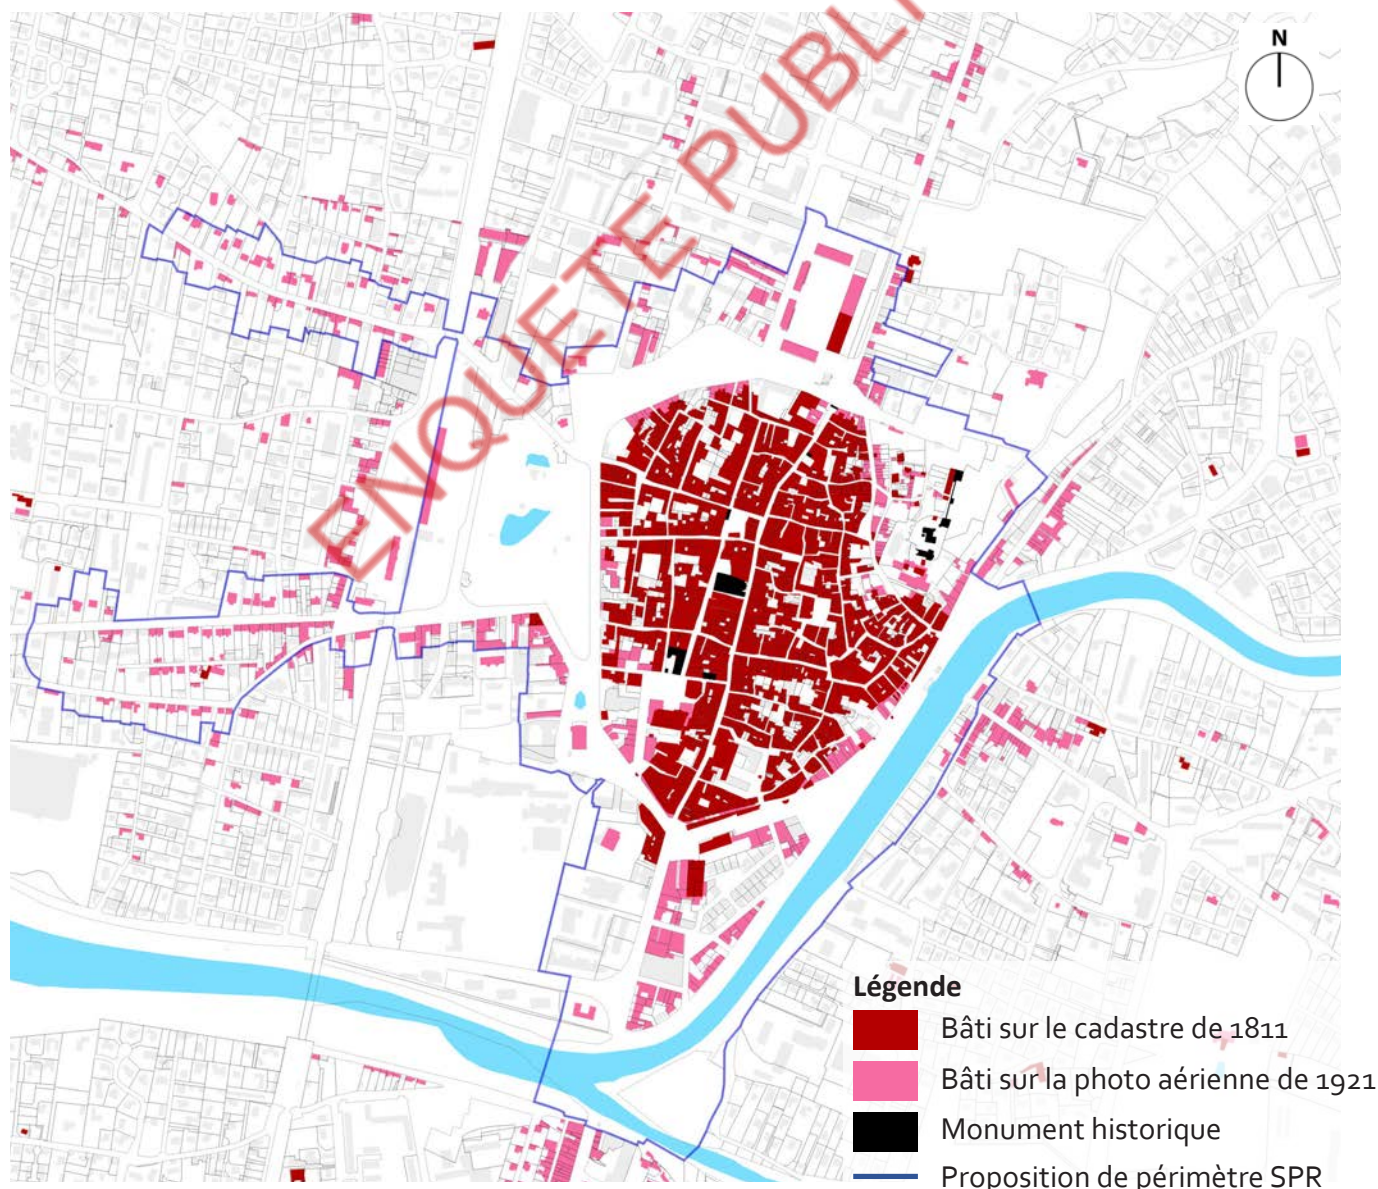 N
ENQUETE PUBLI
Légende
Bâti sur le cadastre de 1811
Bâti sur la photo aérienne de 1921
Monument historique
Proposition de périmètre SPR